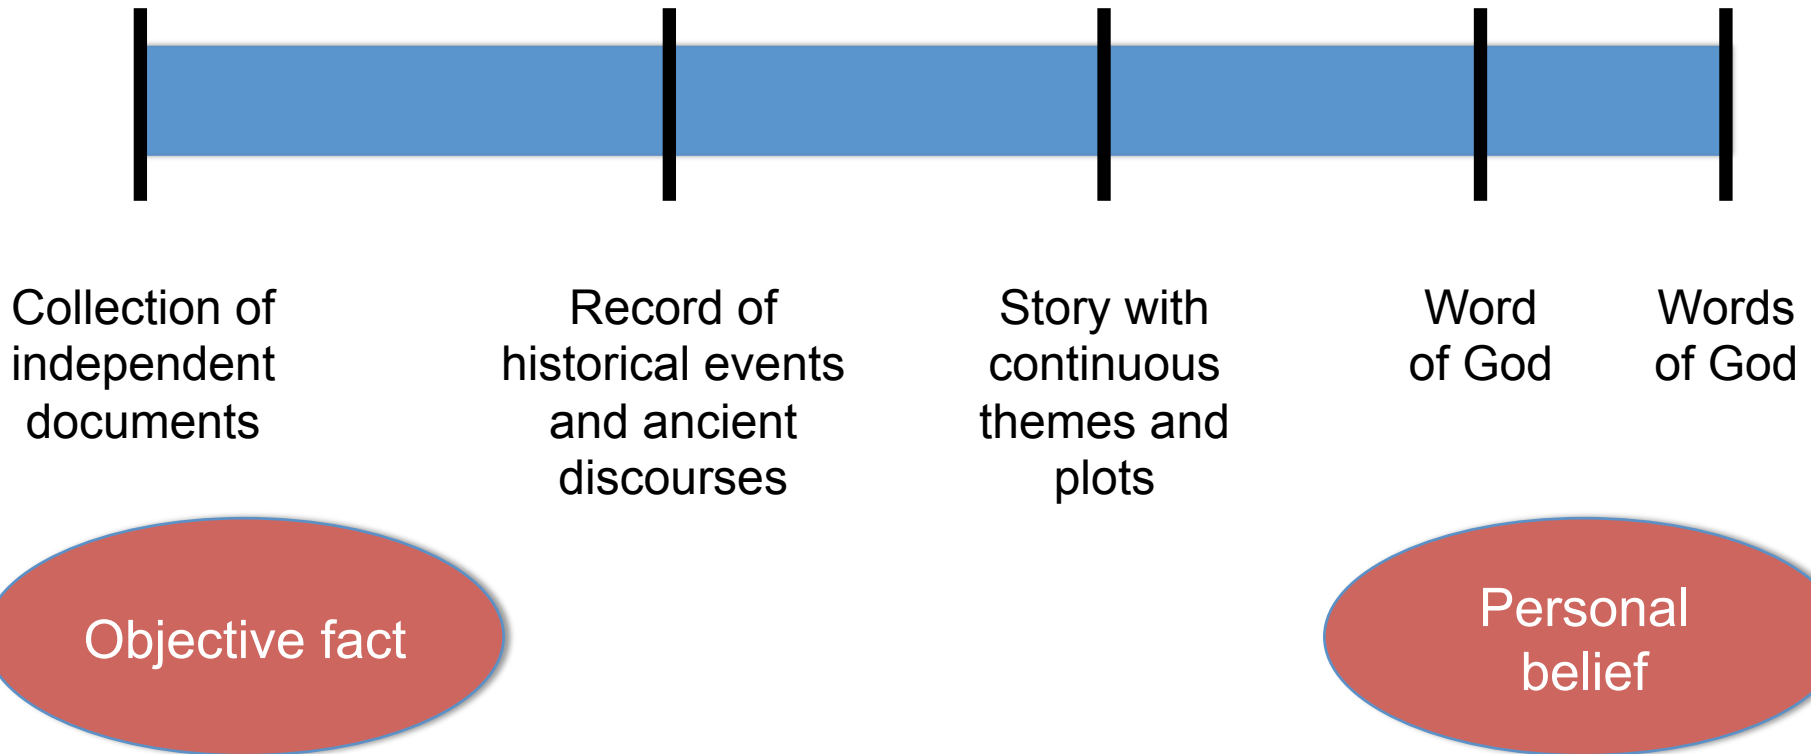 Collection of
independent
documents
Record of
historical events
and ancient
discourses
Story with
continuous
themes and
plots
Word
of God
Words
of God
Objective fact
Personal
belief